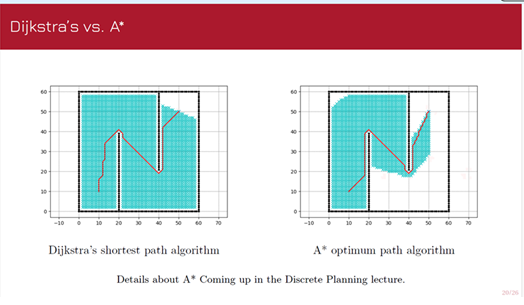 Dijkstra's vs. A*
60
50
40
30
20
10
0
−10 0 10 20 30 40 50 60 70
60
50
40
30
20
10
0
−10 0 10 20 30 40 50 60 70
Dijkstra's shortest path algorithm
A* optimum path algorithm
Details about A* Coming up in the Discrete Planning lecture.
20/26